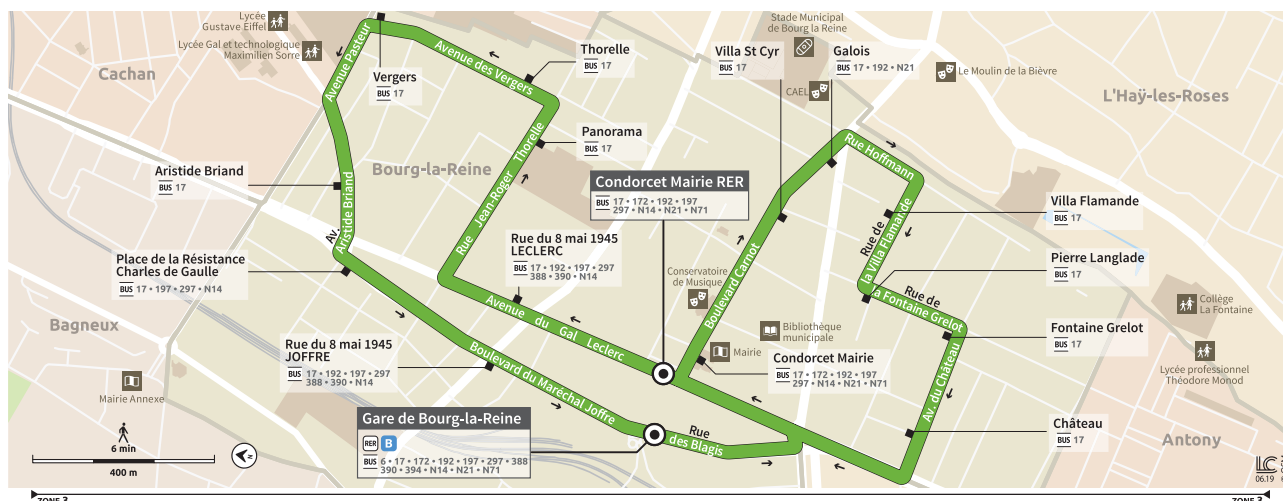 Lycée
Gustave Eiffel
Lycée Gal et technologique
Maximilien Sorre
Cachan
Avenue Pasteur
Vergers
BUS 17
Avenue des Vergers
Thorelle
BUS 17
Villa St Cyr
BUS 17
Stade Municipal
de Bourg la Reine
Galois
BUS 17 • 192 • N21
CAEL
Le Moulin de la Bièvre
L'Haÿ-les-Roses
Panorama
BUS 17
Rue Jean-Roger Thorelle
Bourg-la-Reine
Aristide Briand
BUS 17
Av.
Aristide Briand
Condorcet Mairie RER
BUS 17 • 172 • 192 • 197
297 • N14 • N21 • N71
Rue Hoffmann
Rue de
la Villa Flamande
Villa Flamande
BUS 17
Pierre Langlade
BUS 17
Place de la Résistance
Charles de Gaulle
BUS 17 • 197 • 297 • N14
Rue du 8 mai 1945
LECLERC
BUS 17 • 192 • 197 • 297
388 • 390 • N14
Conservatoire
de Musique
Boulevard Carnot
Rue de
la Fontaine Grelot
Collège
La Fontaine
Bagneux
Avenue du Gal Leclerc
Bibliothèque
municipale
Mairie
Fontaine Grelot
BUS 17
Rue du 8 mai 1945
JOFFRE
BUS 17 • 192 • 197 • 297
388 • 390 • N14
Boulevard du Maréchal Joffre
Condorcet Mairie
BUS 17 • 172 • 192 • 197
297 • N14 • N21 • N71
Av. du Château
Lycée professionnel
Théodore Monod
Mairie Annexe
Gare de Bourg-la-Reine
RER B
BUS 6 • 17 • 172 • 192 • 197 • 297 • 388
390 • 394 • N14 • N21 • N71
Rue
des Blagis
Château
BUS 17
Antony
6 min
400 m
N
LC
06.19
ZONE 3
ZONE 3